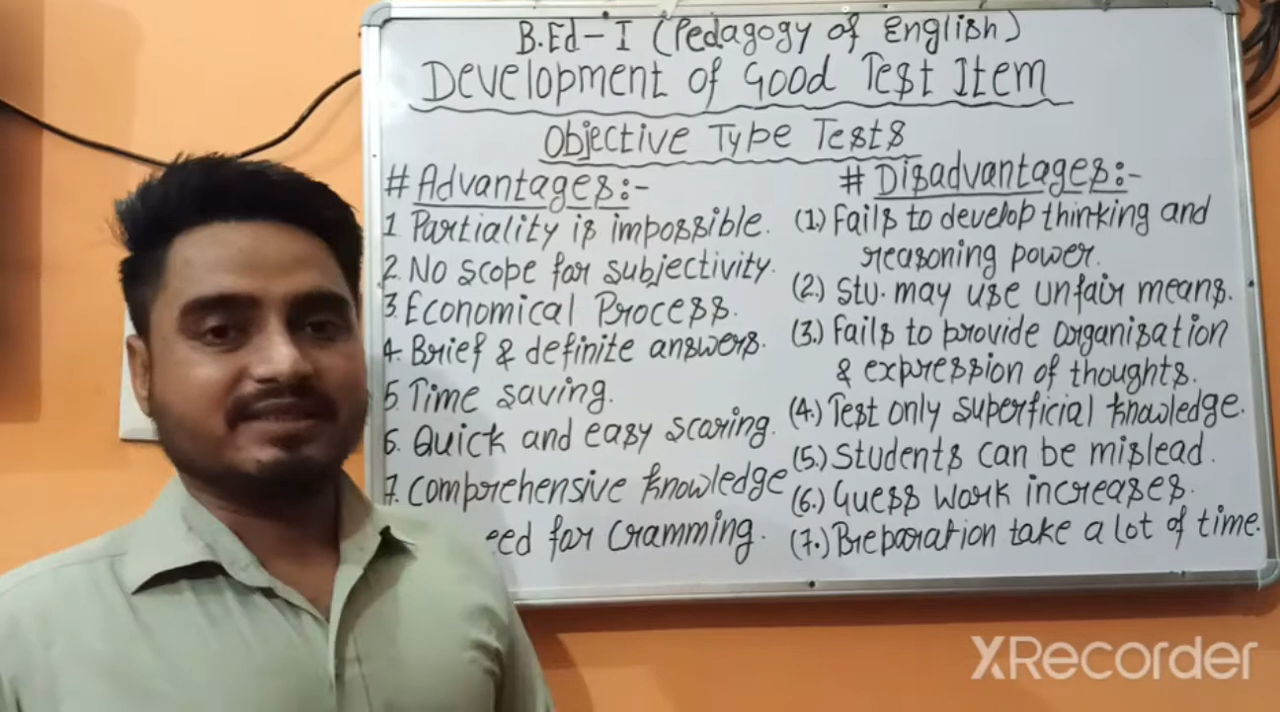 B.Ed-I (Pedagogy of English)
Development of Good Test Item
Objective Type Tests
# Advantages:-
1. Partiality is impossible.
2. No scope for subjectivity.
3. Economical Process.
4. Brief & definite answers.
5. Time saving.
6. Quick and easy scoring.
7. Comprehensive knowledge
eed for Cramming.
# Disadvantages:-
(1.) Fails to develop thinking and
reasoning power.
(2.) Stu. may use unfair means.
(3.) Fails to provide organisation
& expression of thoughts.
(4.) Test only superficial knowledge.
(5.) Students can be mislead.
(6.) Guess work increases.
(7.) Preparation take a lot of time.
XRecorder